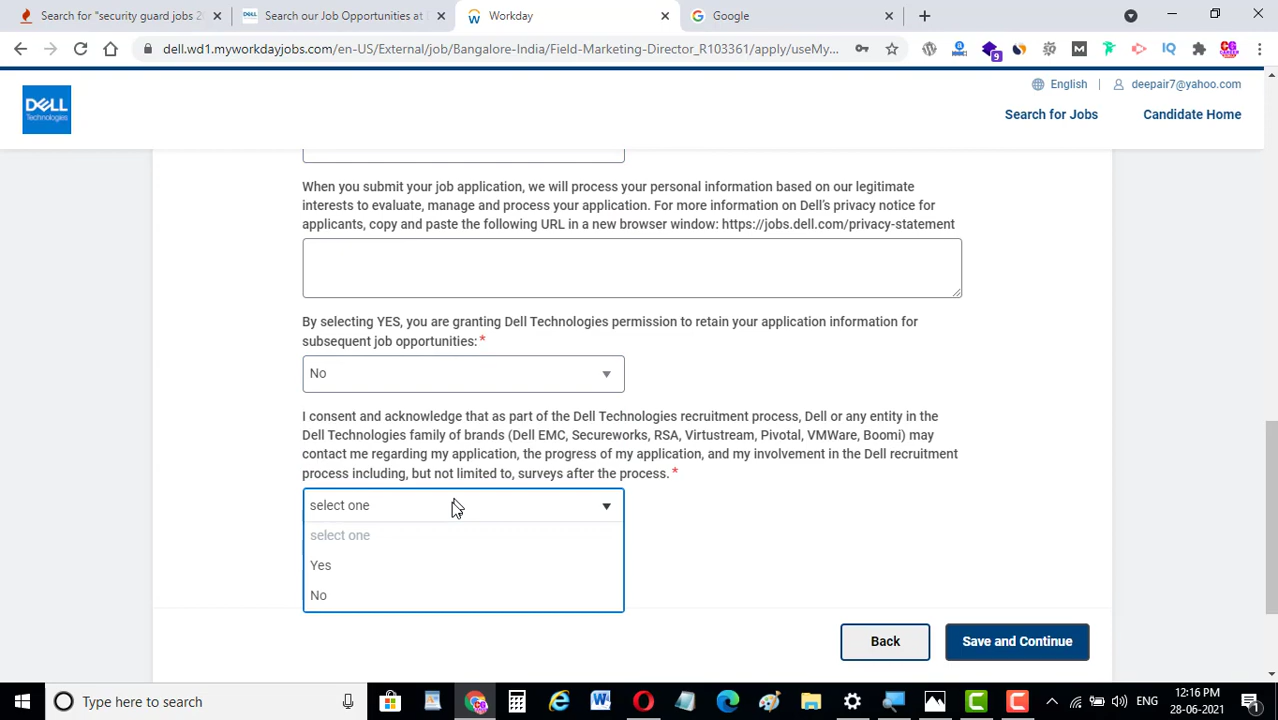 Search for "security guard jobs 20
Search our Job Opportunities at D
Workday
Google
dell.wd1.myworkdayjobs.com/en-US/External/job/Bangalore-India/Field-Marketing-Director_R103361/apply/useMy...
9
IQ
DELL
Technologies
English
deepair7@yahoo.com
Search for Jobs
Candidate Home
When you submit your job application, we will process your personal information based on our legitimate
interests to evaluate, manage and process your application. For more information on Dell's privacy notice for
applicants, copy and paste the following URL in a new browser window: https://jobs.dell.com/privacy-statement
By selecting YES, you are granting Dell Technologies permission to retain your application information for
subsequent job opportunities:*
No
I consent and acknowledge that as part of the Dell Technologies recruitment process, Dell or any entity in the
Dell Technologies family of brands (Dell EMC, Secureworks, RSA, Virtustream, Pivotal, VMWare, Boomi) may
contact me regarding my application, the progress of my application, and my involvement in the Dell recruitment
process including, but not limited to, surveys after the process.*
select one
select one
Yes
No
Back
Save and Continue
Type here to search
ENG
12:16 PM
28-06-2021
1